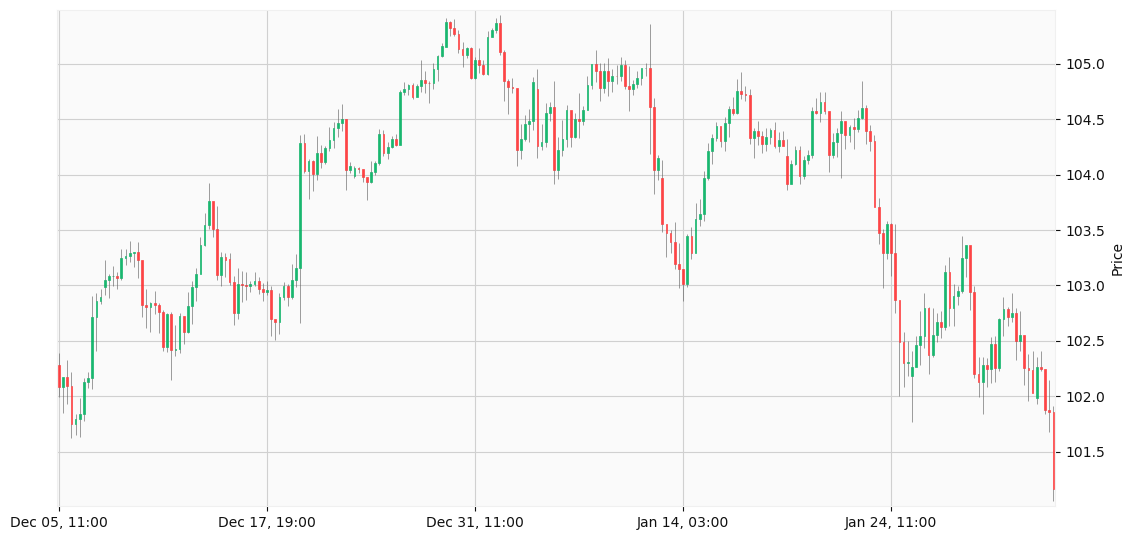 105.0
104.5
104.0
103.5
103.0
102.5
102.0
101.5
Price
Dec 05, 11:00
Dec 17, 19:00
Dec 31, 11:00
Jan 14, 03:00
Jan 24, 11:00